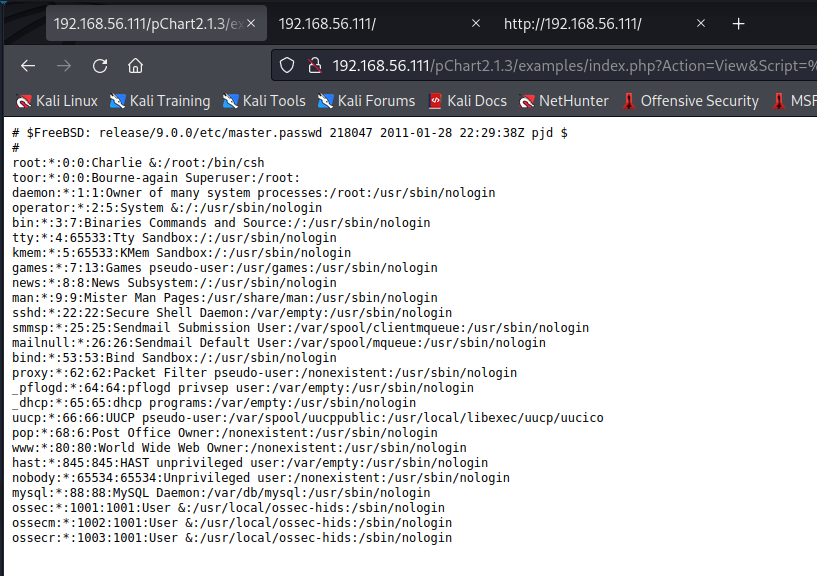 192.168.56.111/pChart2.1.3/e
192.168.56.111/
http://192.168.56.111/
192.168.56.111/pChart2.1.3/examples/index.php?Action=View&Script=%
Kali Linux Kali Training Kali Tools Kali Forums Kali Docs NetHunter Offensive Security MSF
# $FreeBSD: release/9.0.0/etc/master.passwd 218047 2011-01-28 22:29:38Z pjd $
#
root:*:0:0:Charlie &:/root:/bin/csh
toor:*:0:0:Bourne-again Superuser:/root:
daemon:*:1:1:Owner of many system processes:/root:/usr/sbin/nologin
operator:*:2:5:System &:/:/usr/sbin/nologin
bin:*:3:7:Binaries Commands and Source:/:/usr/sbin/nologin
tty:*:4:65533:Tty Sandbox:/:/usr/sbin/nologin
kmem:*:5:65533:KMem Sandbox:/:/usr/sbin/nologin
games:*:7:13:Games pseudo-user:/usr/games:/usr/sbin/nologin
news:*:8:8:News Subsystem:/:/usr/sbin/nologin
man:*:9:9:Mister Man Pages:/usr/share/man:/usr/sbin/nologin
sshd:*:22:22:Secure Shell Daemon:/var/empty:/usr/sbin/nologin
smmsp:*:25:25:Sendmail Submission User:/var/spool/clientmqueue:/usr/sbin/nologin
mailnull:*:26:26:Sendmail Default User:/var/spool/mqueue:/usr/sbin/nologin
bind:*:53:53:Bind Sandbox:/:/usr/sbin/nologin
proxy:*:62:62:Packet Filter pseudo-user:/nonexistent:/usr/sbin/nologin
_pflogd:*:64:64:pflogd privsep user:/var/empty:/usr/sbin/nologin
_dhcp:*:65:65:dhcp programs:/var/empty:/usr/sbin/nologin
uucp:*:66:66:UUCP pseudo-user:/var/spool/uucppublic:/usr/local/libexec/uucp/uucico
pop:*:68:6:Post Office Owner:/nonexistent:/usr/sbin/nologin
www:*:80:80:World Wide Web Owner:/nonexistent:/usr/sbin/nologin
hast:*:845:845:HAST unprivileged user:/var/empty:/usr/sbin/nologin
nobody:*:65534:65534:Unprivileged user:/nonexistent:/usr/sbin/nologin
mysql:*:88:88:MySQL Daemon:/var/db/mysql:/usr/sbin/nologin
ossec:*:1001:1001:User &:/usr/local/ossec-hids:/sbin/nologin
ossecm:*:1002:1001:User &:/usr/local/ossec-hids:/sbin/nologin
ossecr:*:1003:1001:User &:/usr/local/ossec-hids:/sbin/nologin